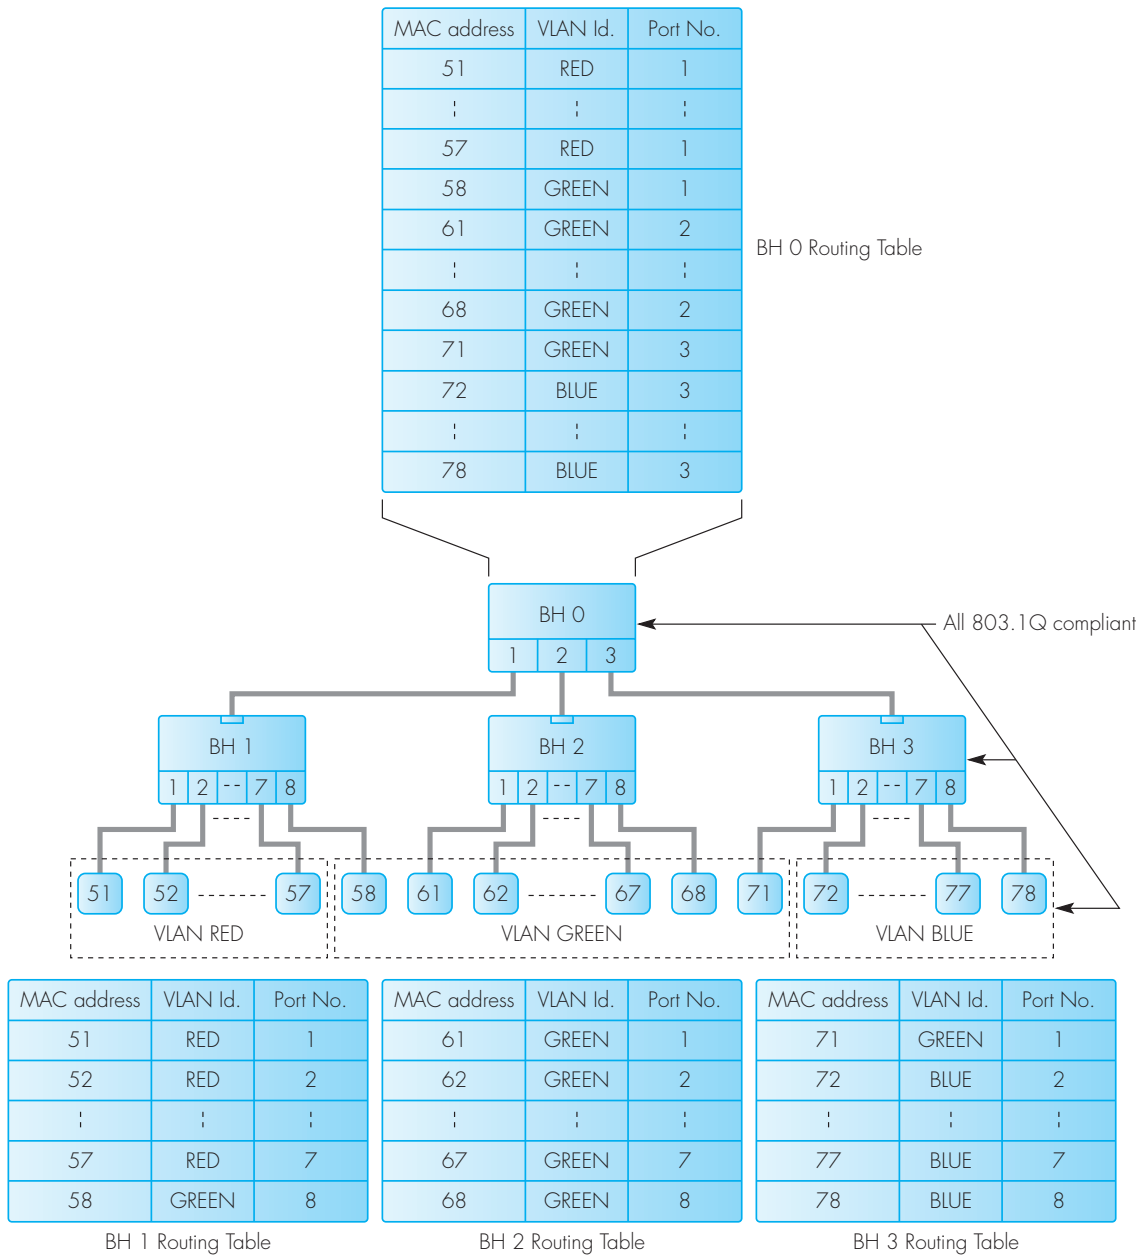 MAC address VLAN Id. Port No.
51 RED 1
57 RED 1
58 GREEN 1
61 GREEN 2
68 GREEN 2
71 GREEN 3
72 BLUE 3
78 BLUE 3
BH 0 Routing Table
BH 0
1 2 3
All 803.1Q compliant
BH 1
1 2 -- 7 8
BH 2
1 2 -- 7 8
BH 3
1 2 -- 7 8
51 52 57 58 61 62 67 68 71 72 77 78
VLAN RED
VLAN GREEN
VLAN BLUE
MAC address VLAN Id. Port No.
51 RED 1
52 RED 2
57 RED 7
58 GREEN 8
BH 1 Routing Table
MAC address VLAN Id. Port No.
61 GREEN 1
62 GREEN 2
67 GREEN 7
68 GREEN 8
BH 2 Routing Table
MAC address VLAN Id. Port No.
71 GREEN 1
72 BLUE 2
77 BLUE 7
78 BLUE 8
BH 3 Routing Table